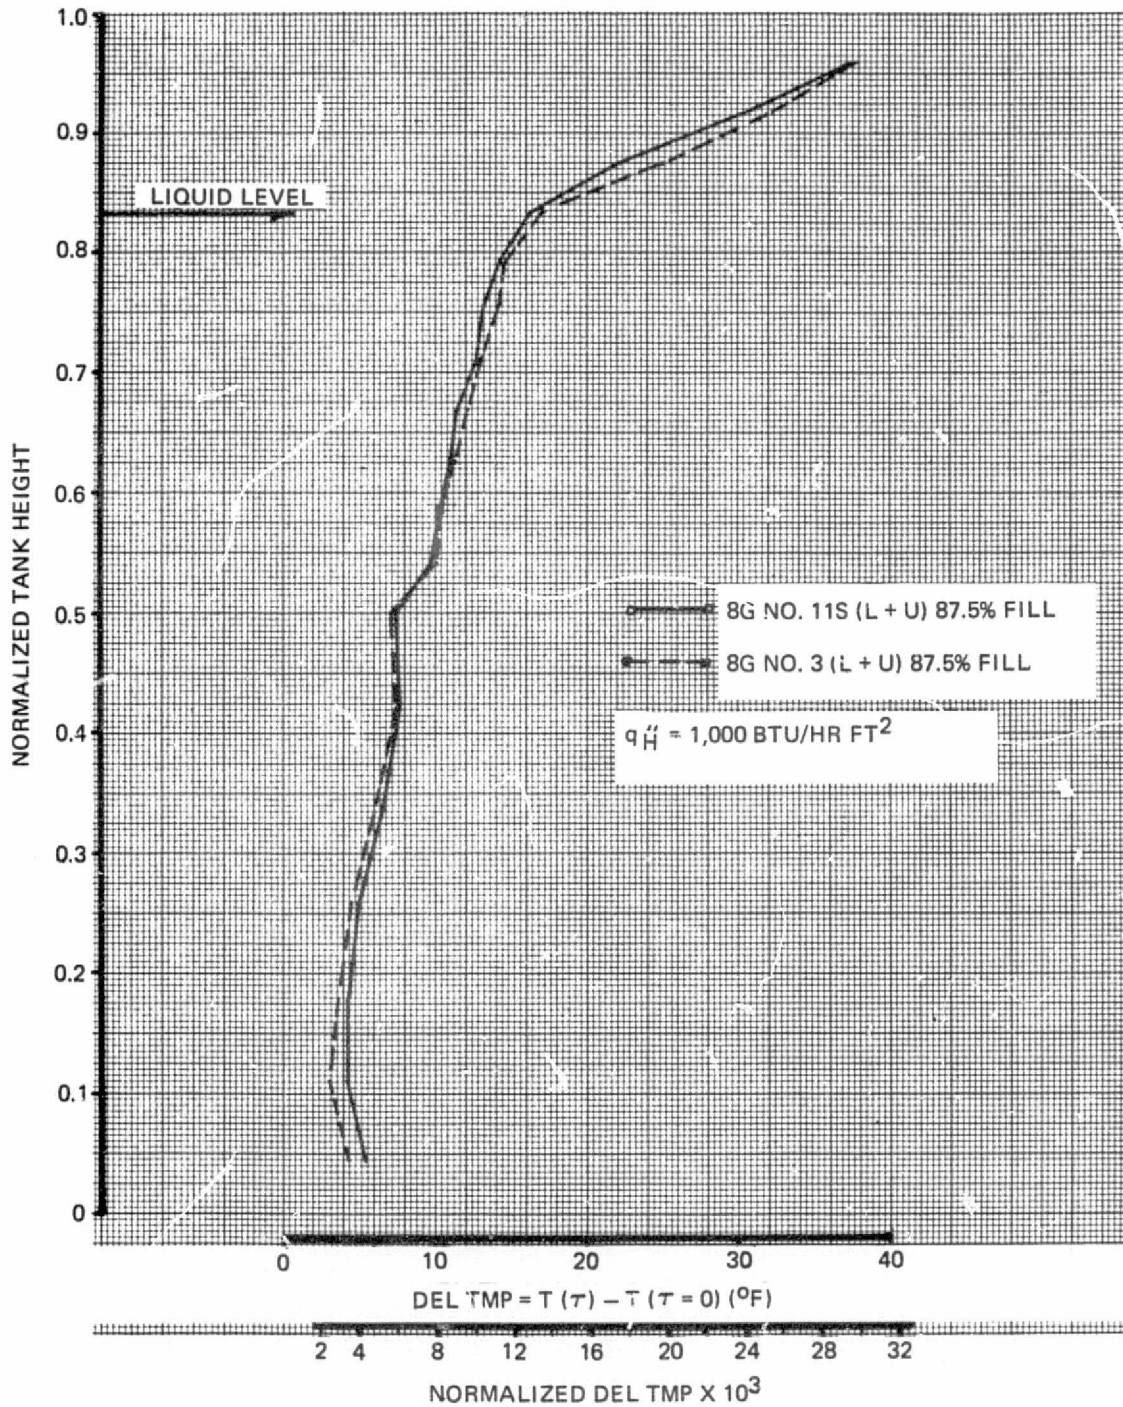 1.0
0.9
LIQUID LEVEL
0.8
0.7
0.6
0.5
8G NO. 11S (L + U) 87.5% FILL
8G NO. 3 (L + U) 87.5% FILL
0.4
q″H = 1,000 BTU/HR FT²
0.3
0.2
0.1
0
NORMALIZED TANK HEIGHT
0 10 20 30 40
DEL TMP = T (τ) – T (τ = 0) (°F)
2 4 8 12 16 20 24 28 32
NORMALIZED DEL TMP X 10³